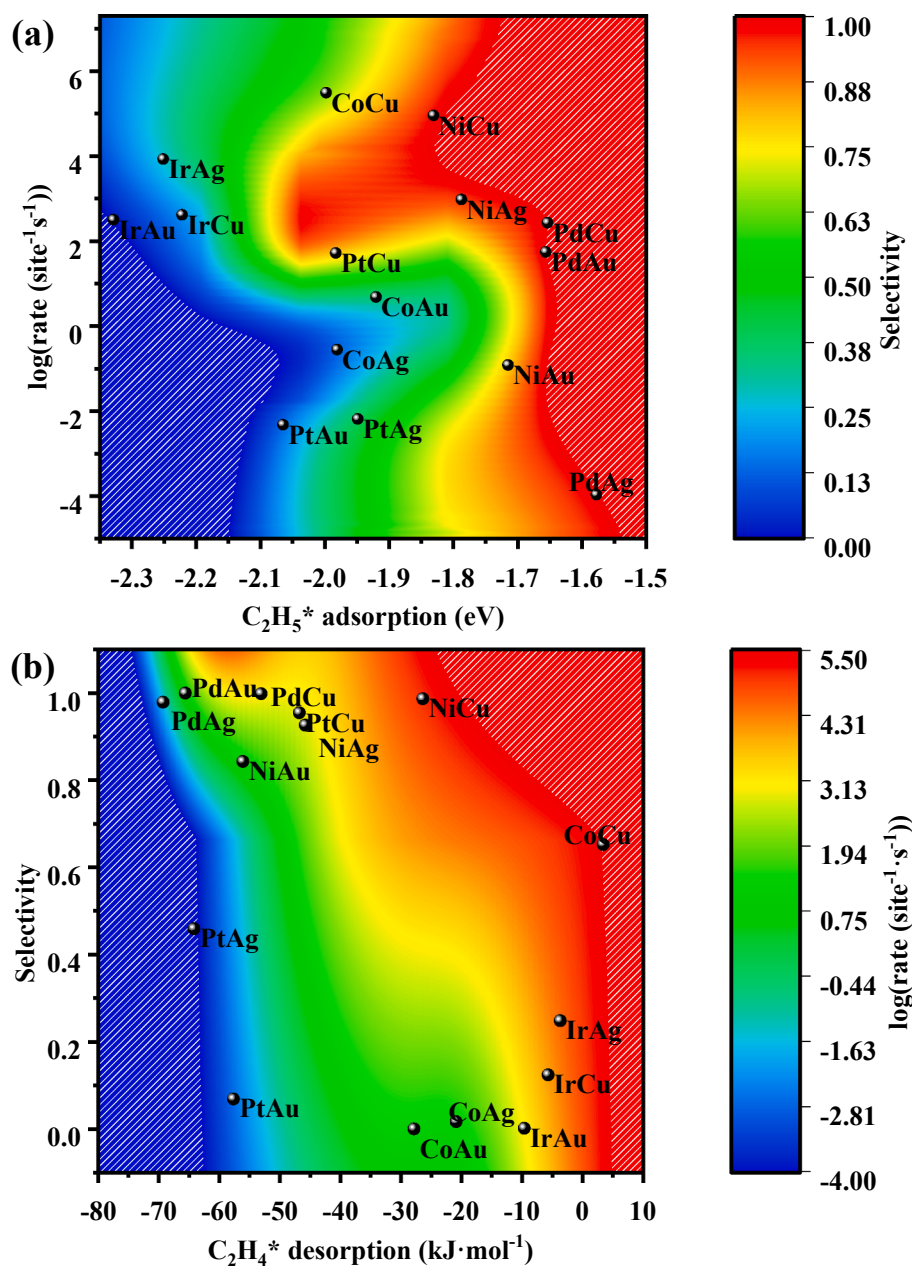 (a)
6
4
2
0
-2
-4
log(rate (site⁻¹s⁻¹)
CoCu
NiCu
IrAg
NiAg
IrAu
IrCu
PdCu
PtCu
PdAu
CoAu
CoAg
NiAu
PtAu
PtAg
PdAg
-2.3 -2.2 -2.1 -2.0 -1.9 -1.8 -1.7 -1.6 -1.5
C₂H₅* adsorption (eV)
1.00
0.88
0.75
0.63
0.50
0.38
0.25
0.13
0.00
Selectivity
(b)
1.0
0.8
0.6
0.4
0.2
0.0
Selectivity
PdAu
PdCu
PdAg
PtCu
NiCu
NiAg
NiAu
CoCu
PtAg
IrAg
IrCu
PtAu
CoAg
CoAu
IrAu
-80 -70 -60 -50 -40 -30 -20 -10 0 10
C₂H₄* desorption (kJ·mol⁻¹)
5.50
4.31
3.13
1.94
0.75
-0.44
-1.63
-2.81
-4.00
log(rate (site⁻¹·s⁻¹)